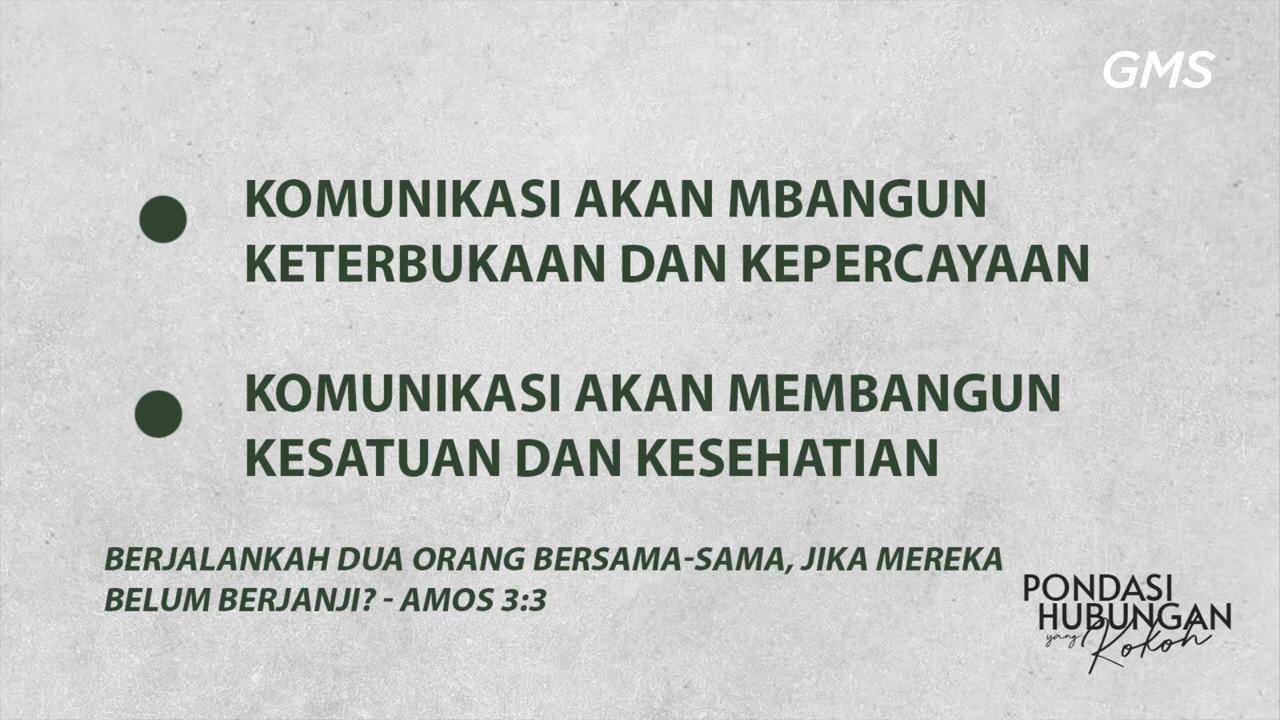 GMS
KOMUNIKASI AKAN MBANGUN
KETERBUKAAN DAN KEPERCAYAAN
KOMUNIKASI AKAN MEMBANGUN
KESATUAN DAN KESEHATIAN
BERJALANKAH DUA ORANG BERSAMA-SAMA, JIKA MEREKA
BELUM BERJANJI? - AMOS 3:3
PONDASI
HUBUNGAN
yang Kokoh